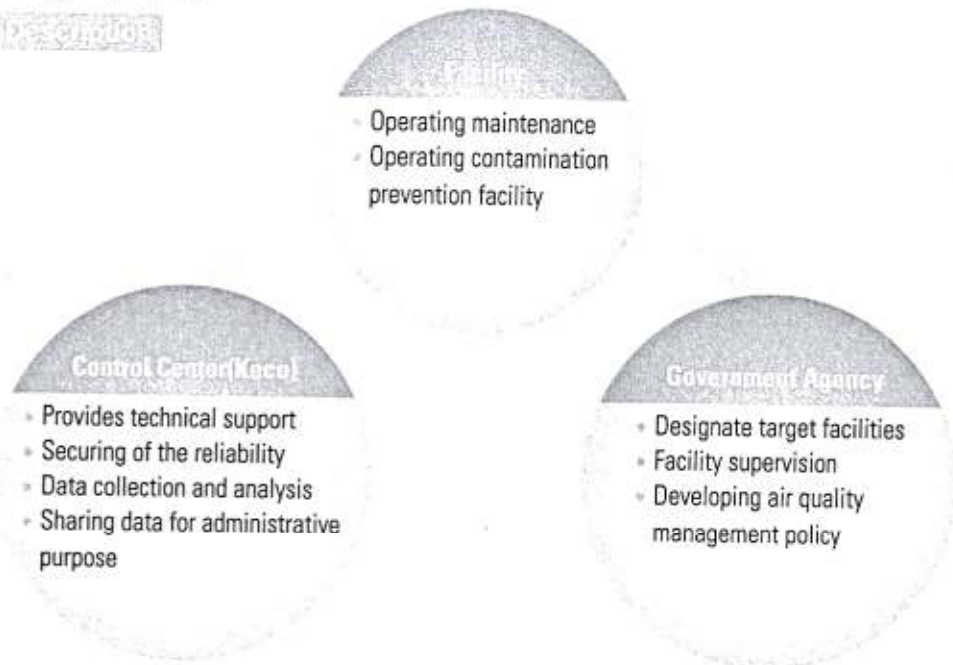 Description
Facility
Operating maintenance
Operating contamination
prevention facility
Control Center(Keco)
Provides technical support
Securing of the reliability
Data collection and analysis
Sharing data for administrative
purpose
Government Agency
Designate target facilities
Facility supervision
Developing air quality
management policy